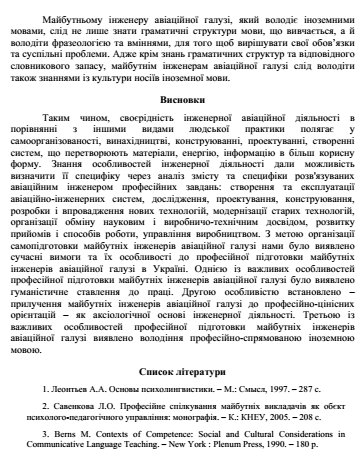 Майбутньому інженеру авіаційної галузі, який володіє іноземними
мовами, слід не лише знати граматичні структури мови, що вивчається, а й
володіти фразеологією та вміннями, для того щоб вирішувати свої обов’язки
та суспільні проблеми. Адже крім знань граматичних структур та відповідного
словникового запасу, майбутнім інженерам авіаційної галузі слід володіти
також знаннями із культури носіїв іноземної мови.
Висновки
Таким чином, своєрідність інженерної авіаційної діяльності в
порівнянні з іншими видами людської практики полягає у
самоорганізованості, винахідництві, конструюванні, проектуванні, створенні
систем, що перетворюють матеріали, енергію, інформацію в більш корисну
форму. Знання особливостей інженерної діяльності дали можливість
визначити її специфіку через аналіз змісту та специфіки розв'язуваних
авіаційним інженером професійних завдань: створення та експлуатації
авіаційно-інженерних систем, дослідження, проектування, конструювання,
розробки і впровадження нових технологій, модернізації старих технологій,
організації обміну науковим і виробничо-технічним досвідом, розвитку
прийомів і способів роботи, управління виробництвом. З метою організації
самопідготовки майбутніх інженерів авіаційної галузі нами було виявлено
сучасні вимоги та їх особливості до професійної підготовки майбутніх
інженерів авіаційної галузі в Україні. Однією із важливих особливостей
професійної підготовки майбутніх інженерів авіаційної галузі було виявлено
гуманістичне ставлення до праці. Другою особливістю встановлено –
прилучення майбутніх інженерів авіаційної галузі до професійно-ціннісних
орієнтацій – як аксіологічної основі інженерної діяльності. Третьою із
важливих особливостей професійної підготовки майбутніх інженерів
авіаційної галузі виявлено володіння професійно-спрямованою іноземною
мовою.
Список літератури
1. Леонтьев А.А. Основы психолингвистики. – М.: Смысл, 1997. – 287 с.
2. Савенкова Л.О. Професійне спілкування майбутніх викладачів як об'єкт
психолого-педагогічного управління: монографія. – К.: КНЕУ, 2005. – 208 с.
3. Berns M. Contexts of Competence: Social and Cultural Considerations in
Communicative Language Teaching. – New York : Plenum Press, 1990. – 180 p.